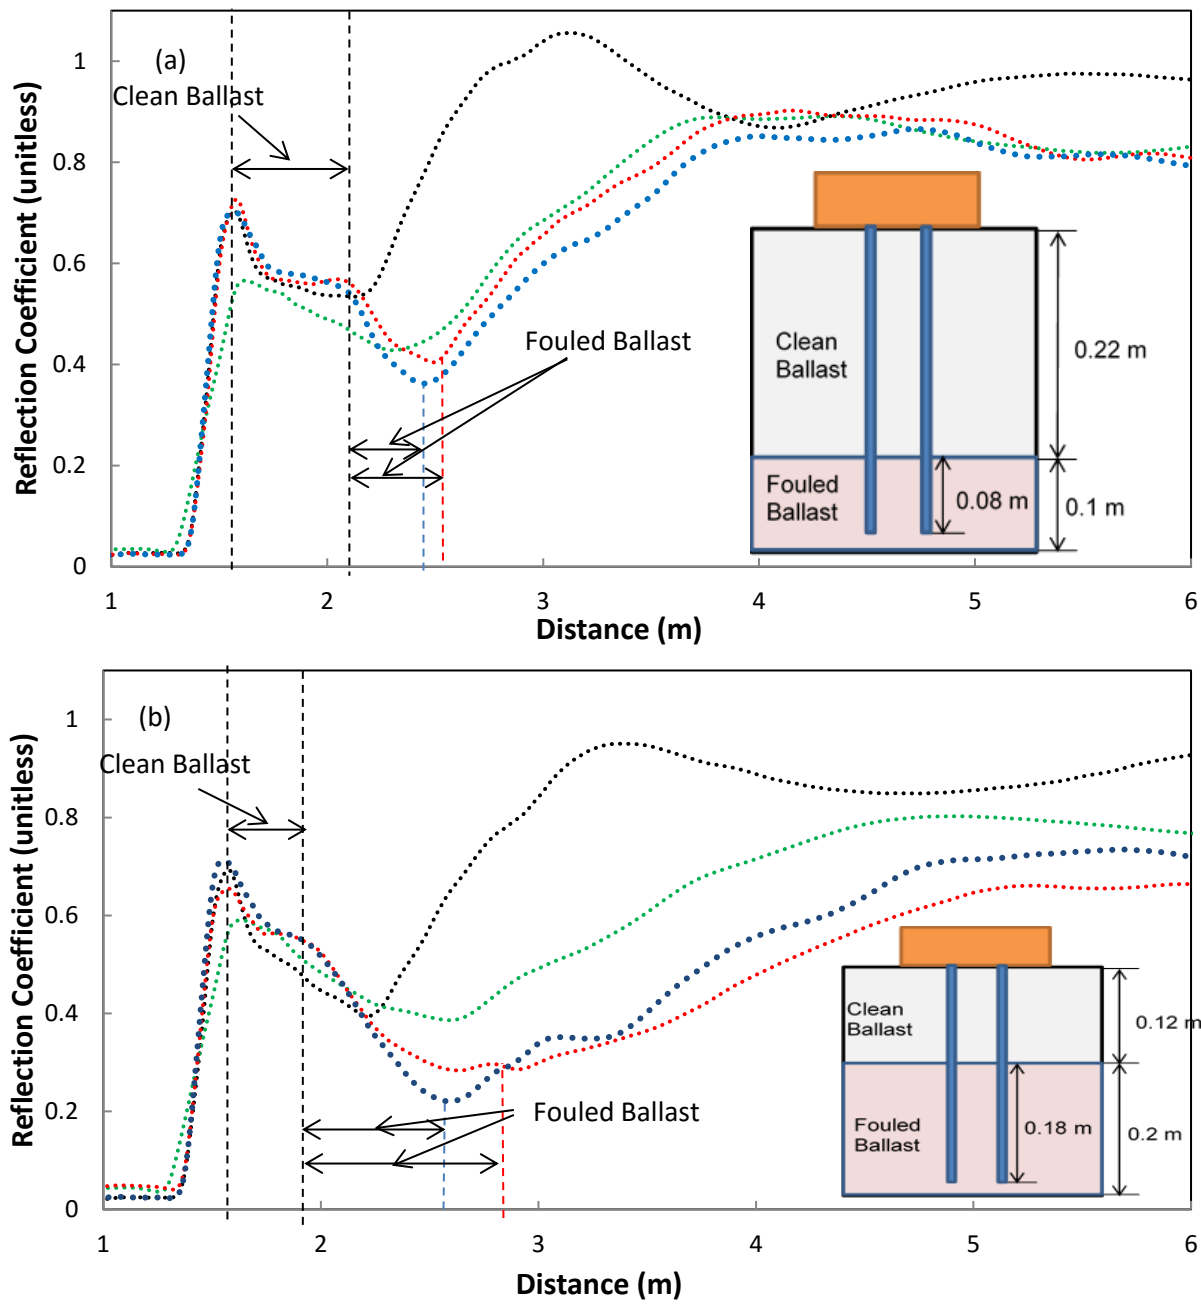 (a)
Clean Ballast
Reflection Coefficient (unitless)
1
0.8
0.6
0.4
0.2
0
Fouled Ballast
Clean
Ballast
0.22 m
Fouled
Ballast
0.08 m
0.1 m
1
2
3
4
5
6
Distance (m)
(b)
Clean Ballast
Reflection Coefficient (unitless)
1
0.8
0.6
0.4
0.2
0
Fouled Ballast
Clean
Ballast
0.12 m
Fouled
Ballast
0.18 m
0.2 m
1
2
3
4
5
6
Distance (m)